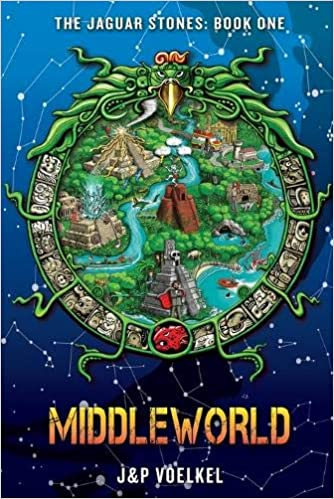 THE JAGUAR STONES: BOOK ONE
MIDDLEWORLD
J&P VOELKEL